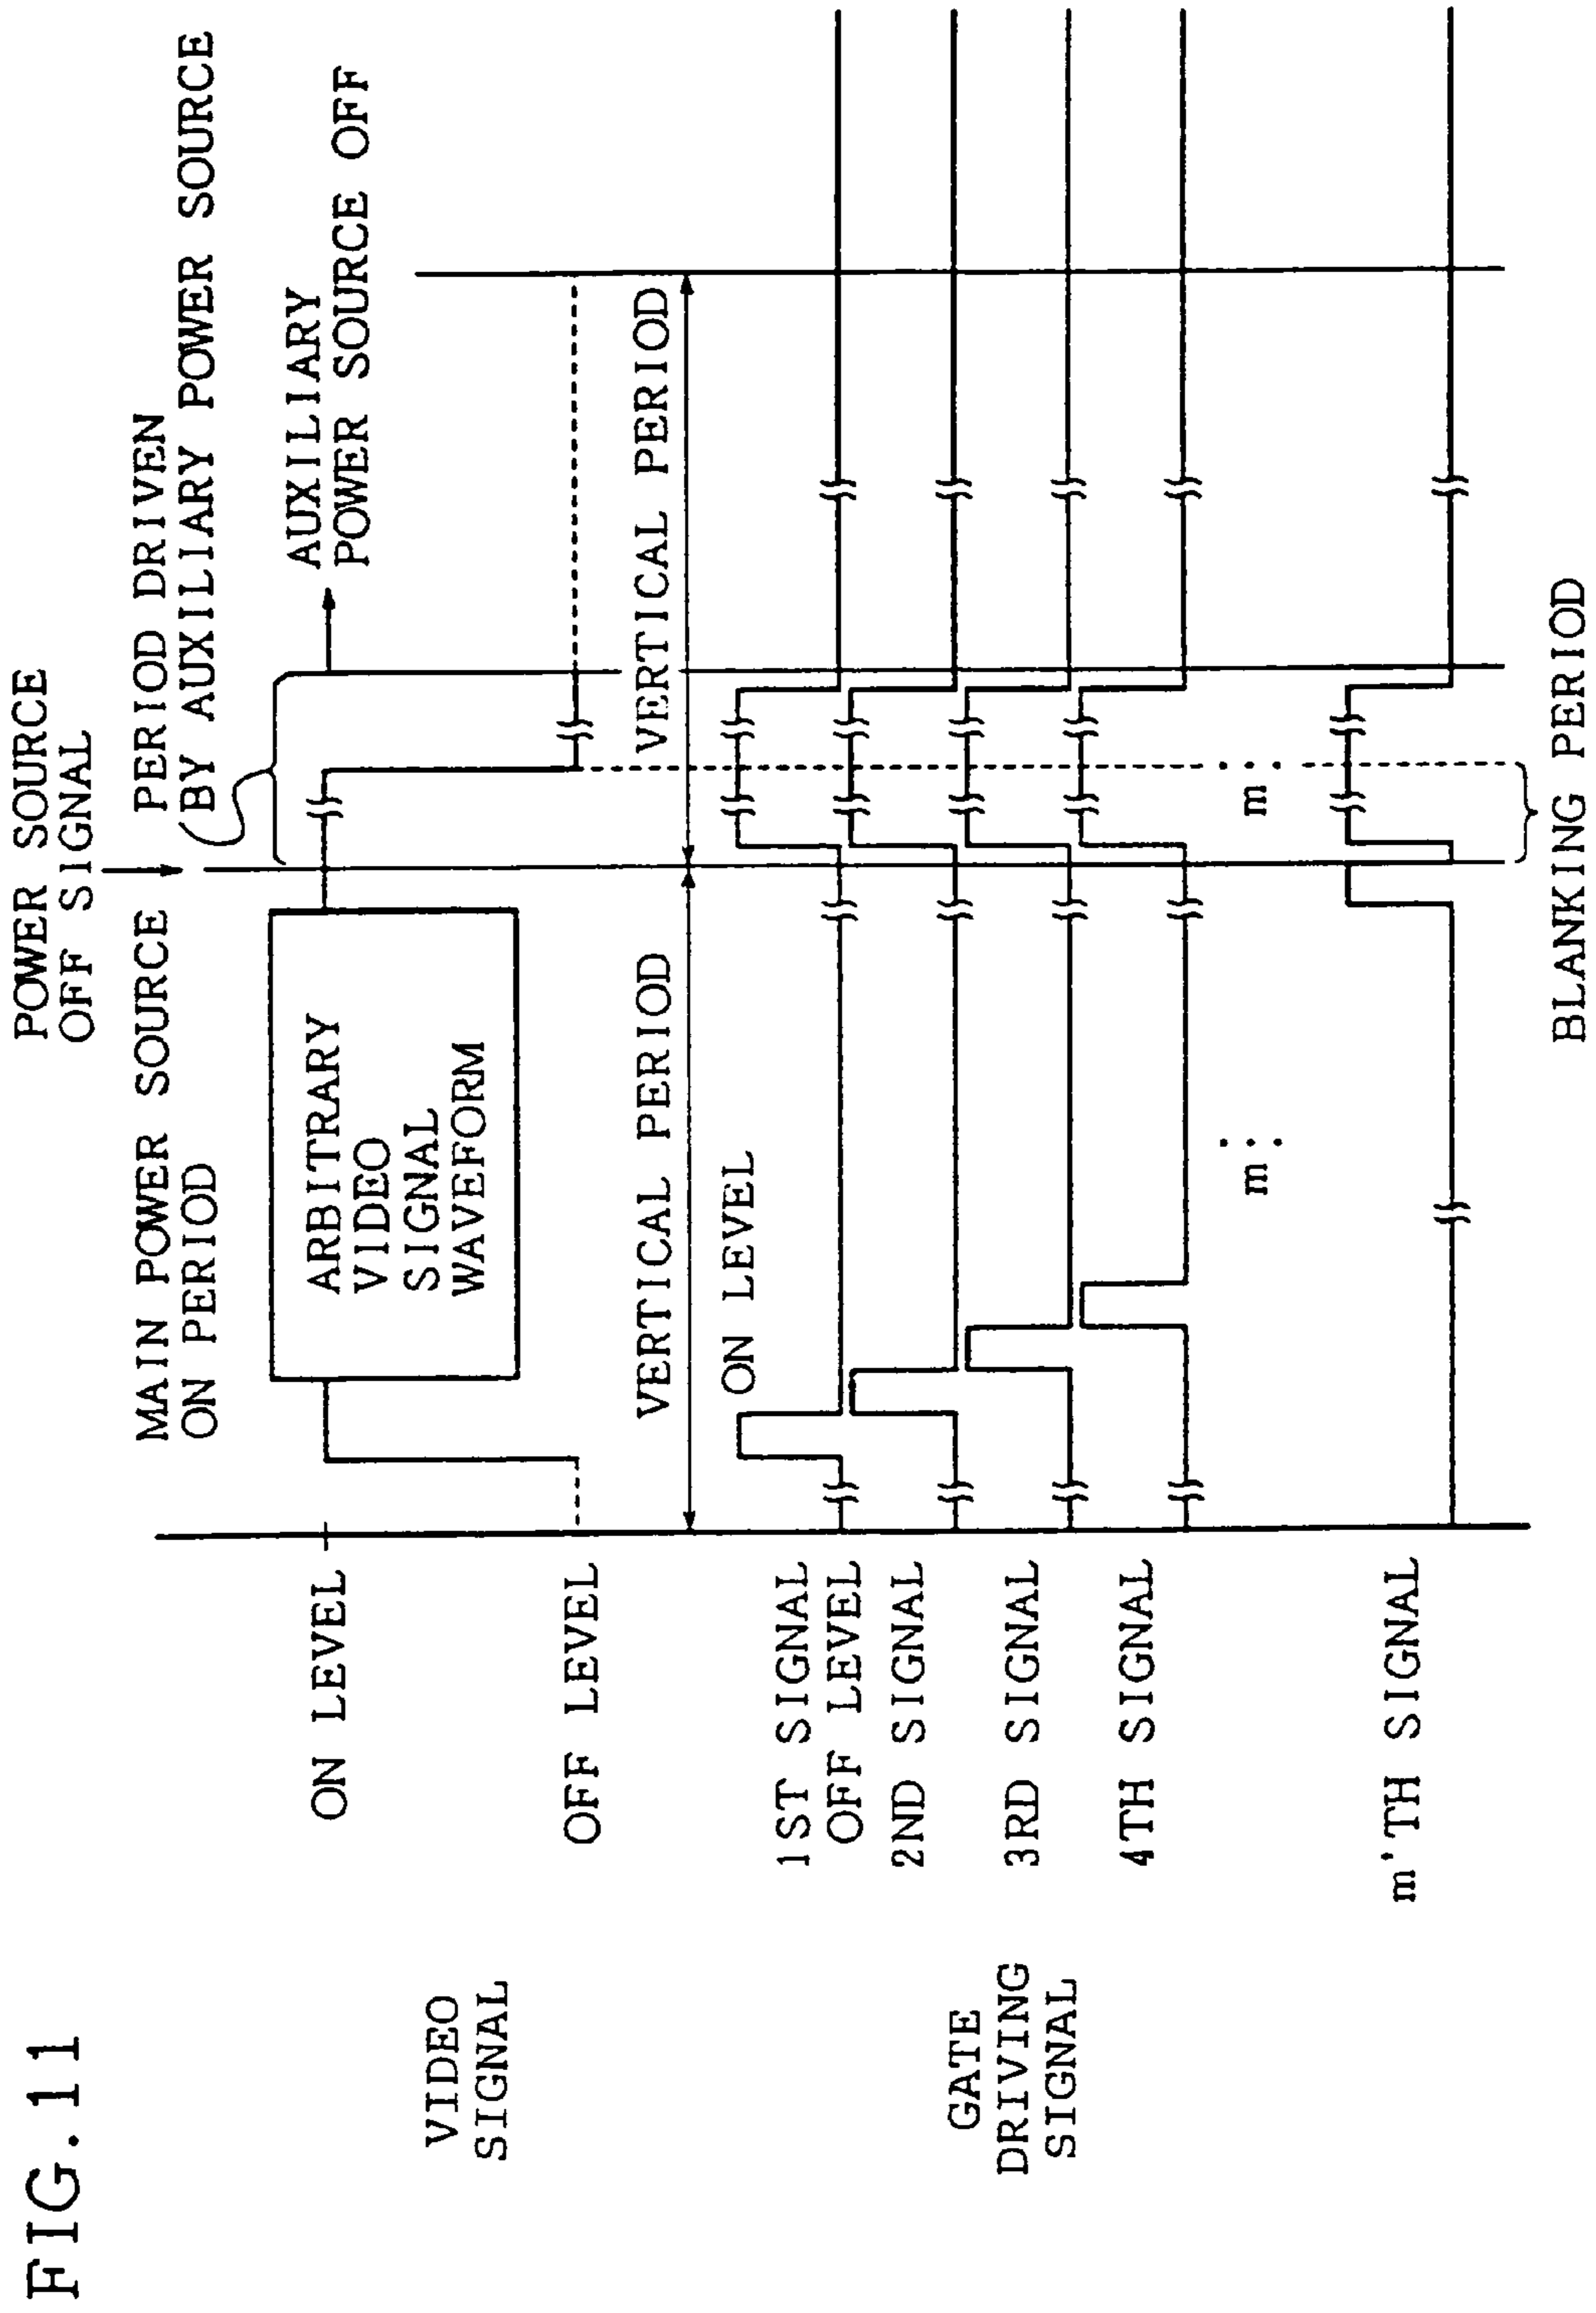 FIG.11
POWER SOURCE
OFF SIGNAL
MAIN POWER SOURCE
ON PERIOD
PERIOD DRIVEN
BY AUXILIARY POWER SOURCE
AUXILIARY
POWER SOURCE OFF
VIDEO
SIGNAL
ON LEVEL
OFF LEVEL
ARBITRARY
VIDEO
SIGNAL
WAVEFORM
VERTICAL PERIOD
VERTICAL PERIOD
ON LEVEL
GATE
DRIVING
SIGNAL
1ST SIGNAL
OFF LEVEL
2ND SIGNAL
3RD SIGNAL
4TH SIGNAL
m
m
m'TH SIGNAL
BLANKING PERIOD